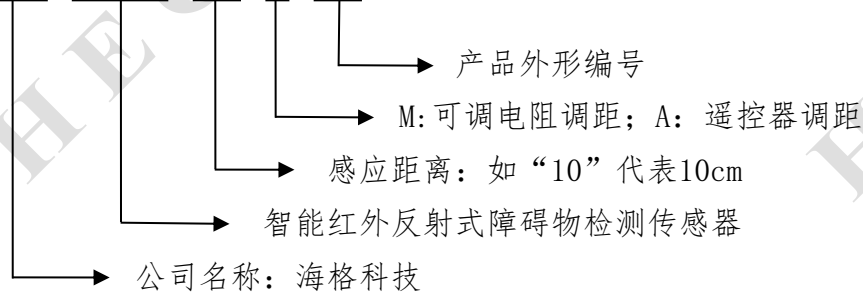 产品外形编号
M:可调电阻调距；A：遥控器调距
感应距离：如“10”代表10cm
智能红外反射式障碍物检测传感器
公司名称：海格科技